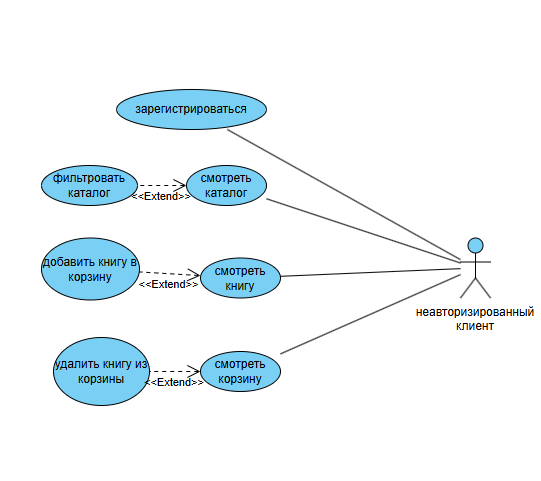 зарегистрироваться
фильтровать
каталог
<<Extend>>
смотреть
каталог
добавить книгу в
корзину
<<Extend>>
смотреть
книгу
неавторизированный
клиент
удалить книгу из
корзины
<<Extend>>
смотреть
корзину